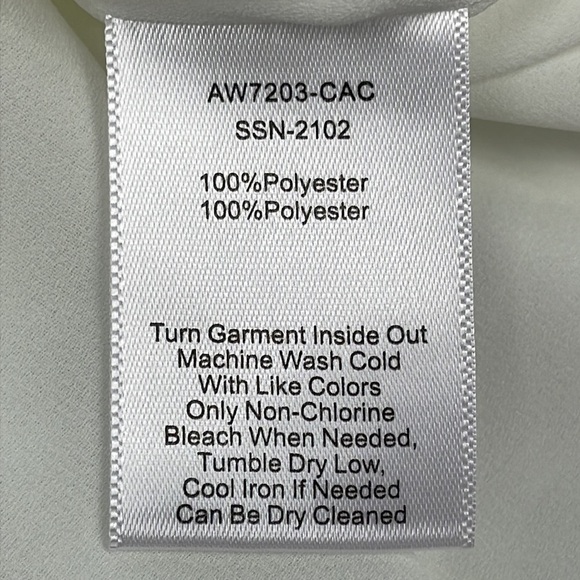 AW7203-CAC
SSN-2102
100%Polyester
100%Polyester
Turn Garment Inside Out
Machine Wash Cold
With Like Colors
Only Non-Chlorine
Bleach When Needed,
Tumble Dry Low,
Cool Iron If Needed
Can Be Dry Cleaned